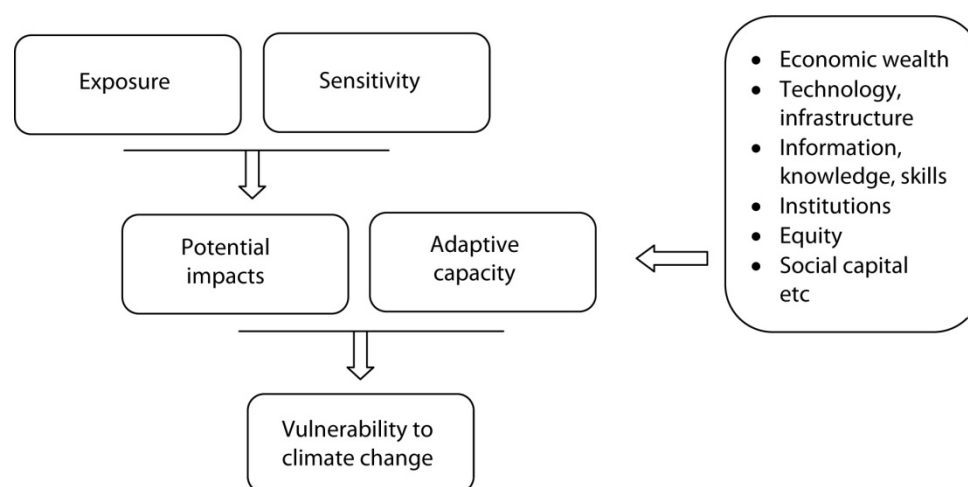 Exposure
Sensitivity
• Economic wealth
• Technology,
infrastructure
• Information,
knowledge, skills
• Institutions
• Equity
• Social capital
etc
Potential
impacts
Adaptive
capacity
Vulnerability to
climate change